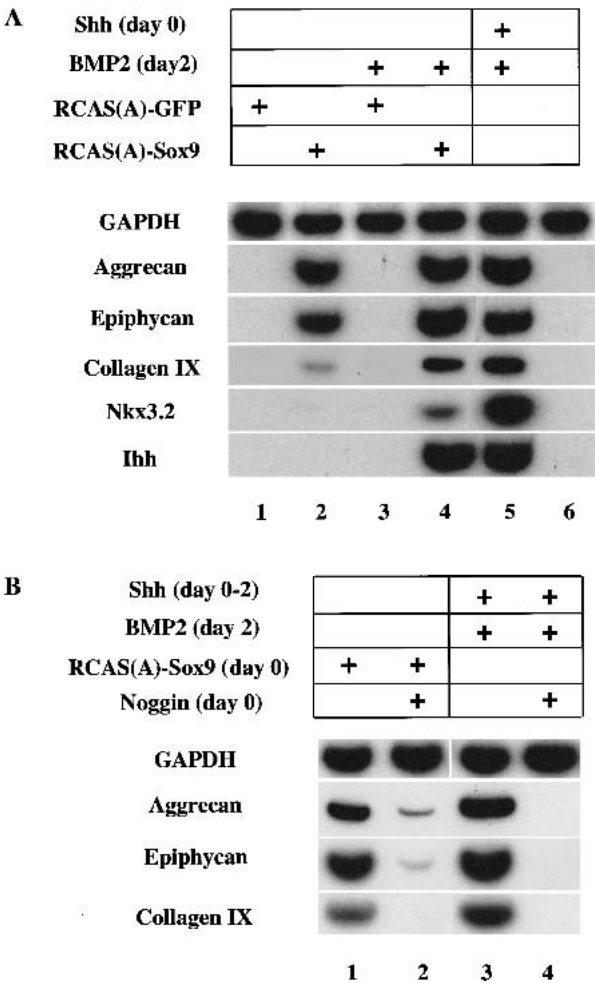 A
Shh (day 0) +
BMP2 (day2) + + +
RCAS(A)-GFP + +
RCAS(A)-Sox9 + +
GAPDH
Aggrecan
Epiphycan
Collagen IX
Nkx3.2
Ihh
1 2 3 4 5 6
B
Shh (day 0-2) + +
BMP2 (day 2) + +
RCAS(A)-Sox9 (day 0) + +
Noggin (day 0) + +
GAPDH
Aggrecan
Epiphycan
Collagen IX
1 2 3 4